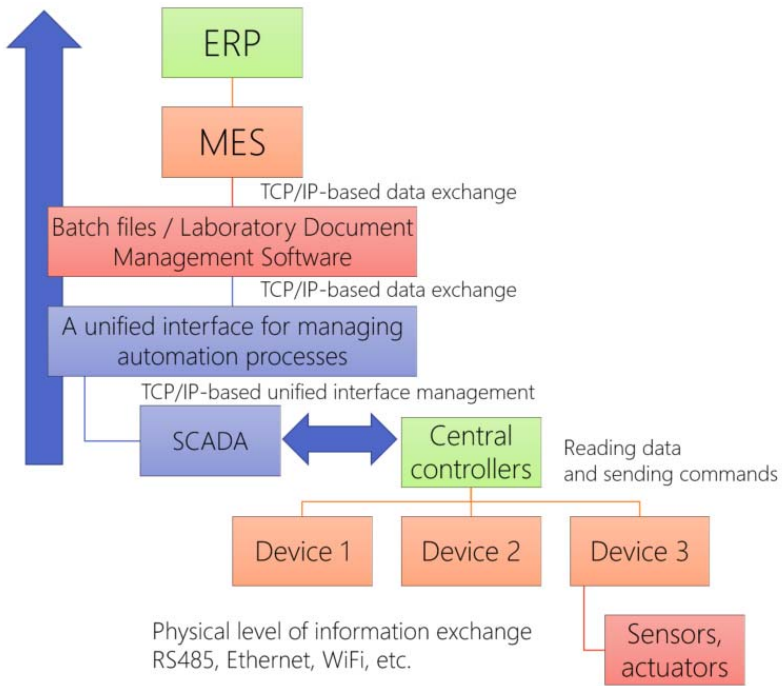 ERP
MES
TCP/IP-based data exchange
Batch files / Laboratory Document
Management Software
TCP/IP-based data exchange
A unified interface for managing
automation processes
TCP/IP-based unified interface management
SCADA
Central
controllers
Reading data
and sending commands
Device 1
Device 2
Device 3
Physical level of information exchange
RS485, Ethernet, WiFi, etc.
Sensors,
actuators